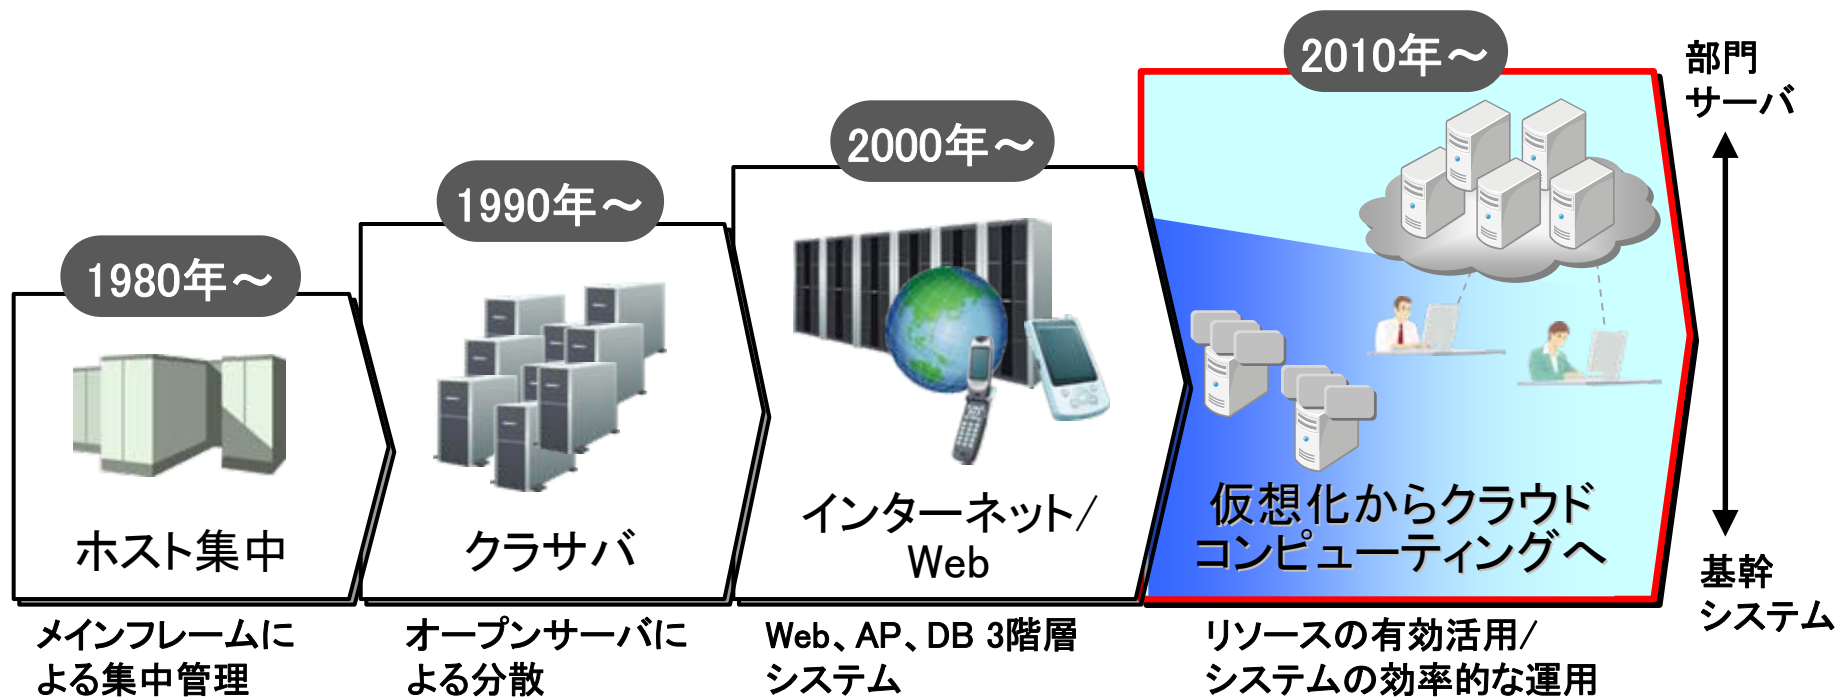 1980年～
ホスト集中
メインフレームに
よる集中管理
1990年～
クラサバ
オープンサーバに
よる分散
2000年～
インターネット/
Web
Web、AP、DB 3階層
システム
2010年～
仮想化からクラウド
コンピューティングへ
リソースの有効活用/
システムの効率的な運用
部門
サーバ
基幹
システム